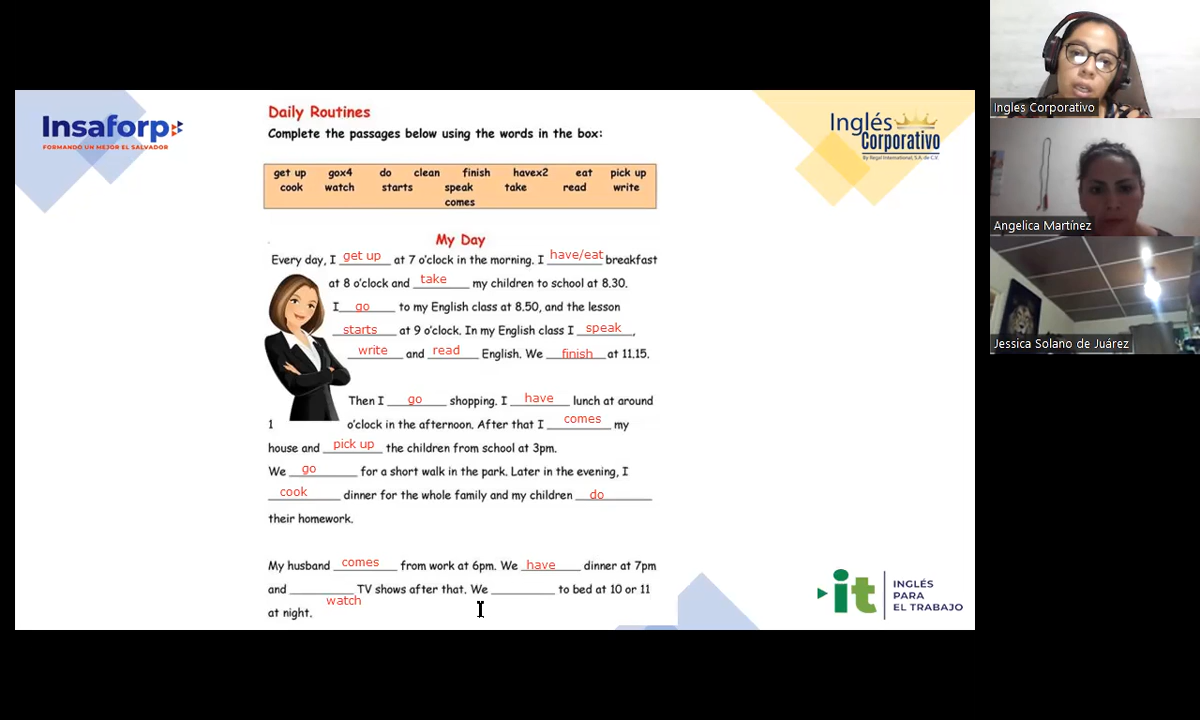 Insaforp
FORMANDO UN MEJOR EL SALVADOR
Daily Routines
Complete the passages below using the words in the box:
Inglés
Corporativo
By Regal International, S.A. de C.V.
get up gox4 do clean finish havex2 eat pick up
cook watch starts speak take read write
comes
My Day
Every day, I get up at 7 o'clock in the morning. I have/eat breakfast
at 8 o'clock and take my children to school at 8.30.
I go to my English class at 8.50, and the lesson
starts at 9 o'clock. In my English class I speak,
write and read English. We finish at 11.15.
Then I go shopping. I have lunch at around
1 o'clock in the afternoon. After that I comes my
house and pick up the children from school at 3pm.
We go for a short walk in the park. Later in the evening, I
cook dinner for the whole family and my children do
their homework.
My husband comes from work at 6pm. We have dinner at 7pm
and watch TV shows after that. We ________ to bed at 10 or 11
at night.
it
INGLÉS
PARA
EL TRABAJO
Ingles Corporativo
Angelica Martínez
Jessica Solano de Juárez